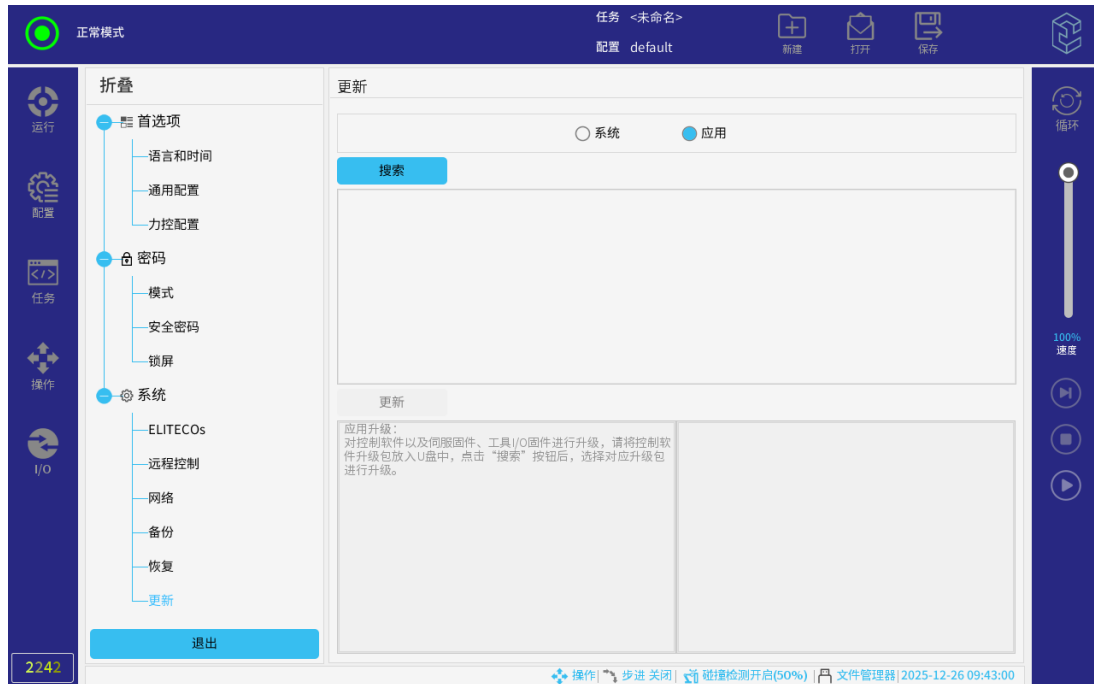 正常模式
任务 <未命名>
配置 default
新建
打开
保存
运行
配置
任务
操作
I/O
2242
折叠
首选项
语言和时间
通用配置
力控配置
密码
模式
安全密码
锁屏
系统
ELITECOs
远程控制
网络
备份
恢复
更新
退出
更新
系统 应用
搜索
更新
应用升级：
对控制软件以及伺服固件、工具I/O固件进行升级，请将控制软
件升级包放入U盘中，点击“搜索”按钮后，选择对应升级包
进行升级。
循环
100%
速度
操作| 步进 关闭| 碰撞检测开启(50%) | 文件管理器|2025-12-26 09:43:00